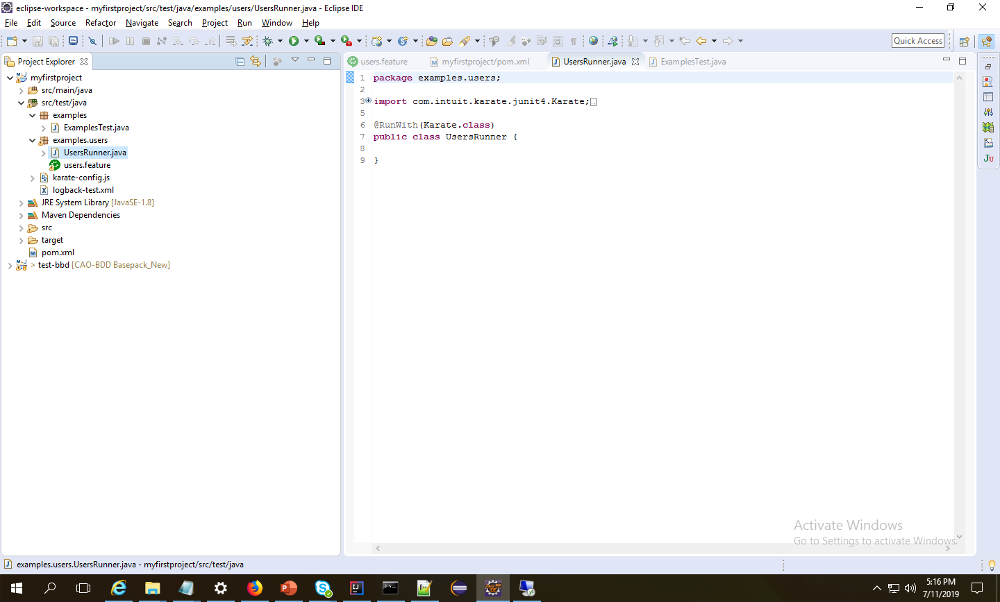 eclipse-workspace - myfirstproject/src/test/java/examples/users/UsersRunner.java - Eclipse IDE
File Edit Source Refactor Navigate Search Project Run Window Help
Quick Access
Project Explorer
users.feature myfirstproject/pom.xml UsersRunner.java ExamplesTest.java
myfirstproject
src/main/java
src/test/java
examples
ExamplesTest.java
examples.users
UsersRunner.java
users.feature
karate-config.js
logback-test.xml
JRE System Library [JavaSE-1.8]
Maven Dependencies
src
target
pom.xml
> test-bbd [CAO-BDD Basepack_New]
1 package examples.users;
2
3 import com.intuit.karate.junit4.Karate;
5
6 @RunWith(Karate.class)
7 public class UsersRunner {
8
9 }
Activate Windows
Go to Settings to activate Windows.
examples.users.UsersRunner.java - myfirstproject/src/test/java
5:16 PM
7/11/2019